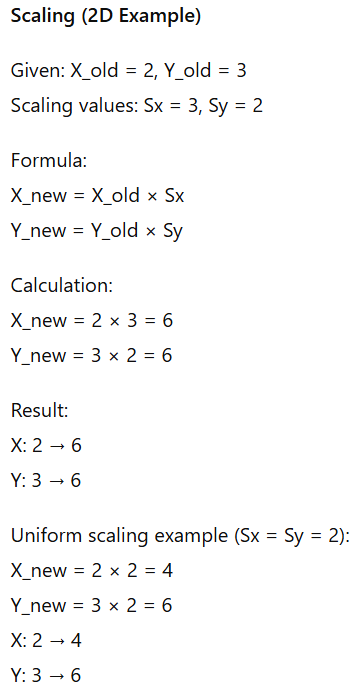 Scaling (2D Example)
Given: X_old = 2, Y_old = 3
Scaling values: Sx = 3, Sy = 2
Formula:
X_new = X_old × Sx
Y_new = Y_old × Sy
Calculation:
X_new = 2 × 3 = 6
Y_new = 3 × 2 = 6
Result:
X: 2 → 6
Y: 3 → 6
Uniform scaling example (Sx = Sy = 2):
X_new = 2 × 2 = 4
Y_new = 3 × 2 = 6
X: 2 → 4
Y: 3 → 6